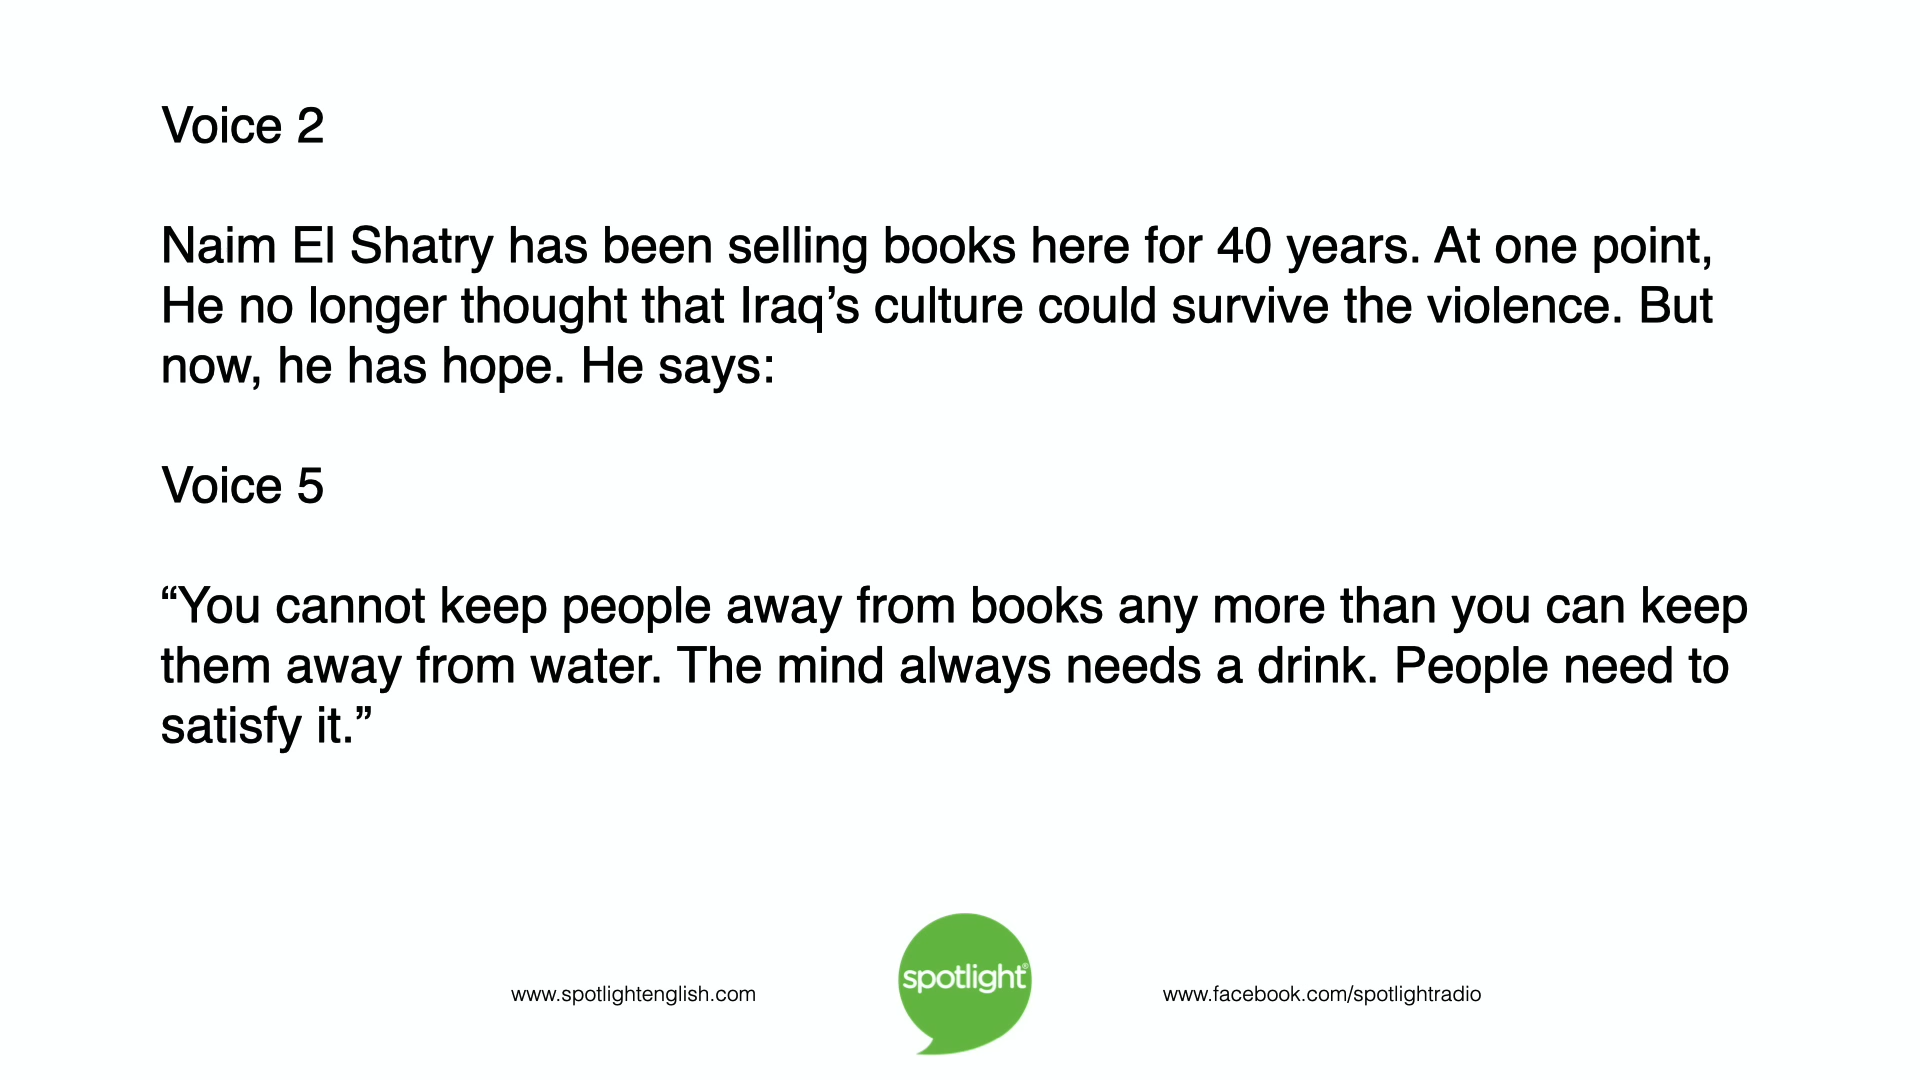 Voice 2
Naim El Shatry has been selling books here for 40 years. At one point,
He no longer thought that Iraq’s culture could survive the violence. But
now, he has hope. He says:
Voice 5
“You cannot keep people away from books any more than you can keep
them away from water. The mind always needs a drink. People need to
satisfy it.”
www.spotlightenglish.com
spotlight®
www.facebook.com/spotlightradio